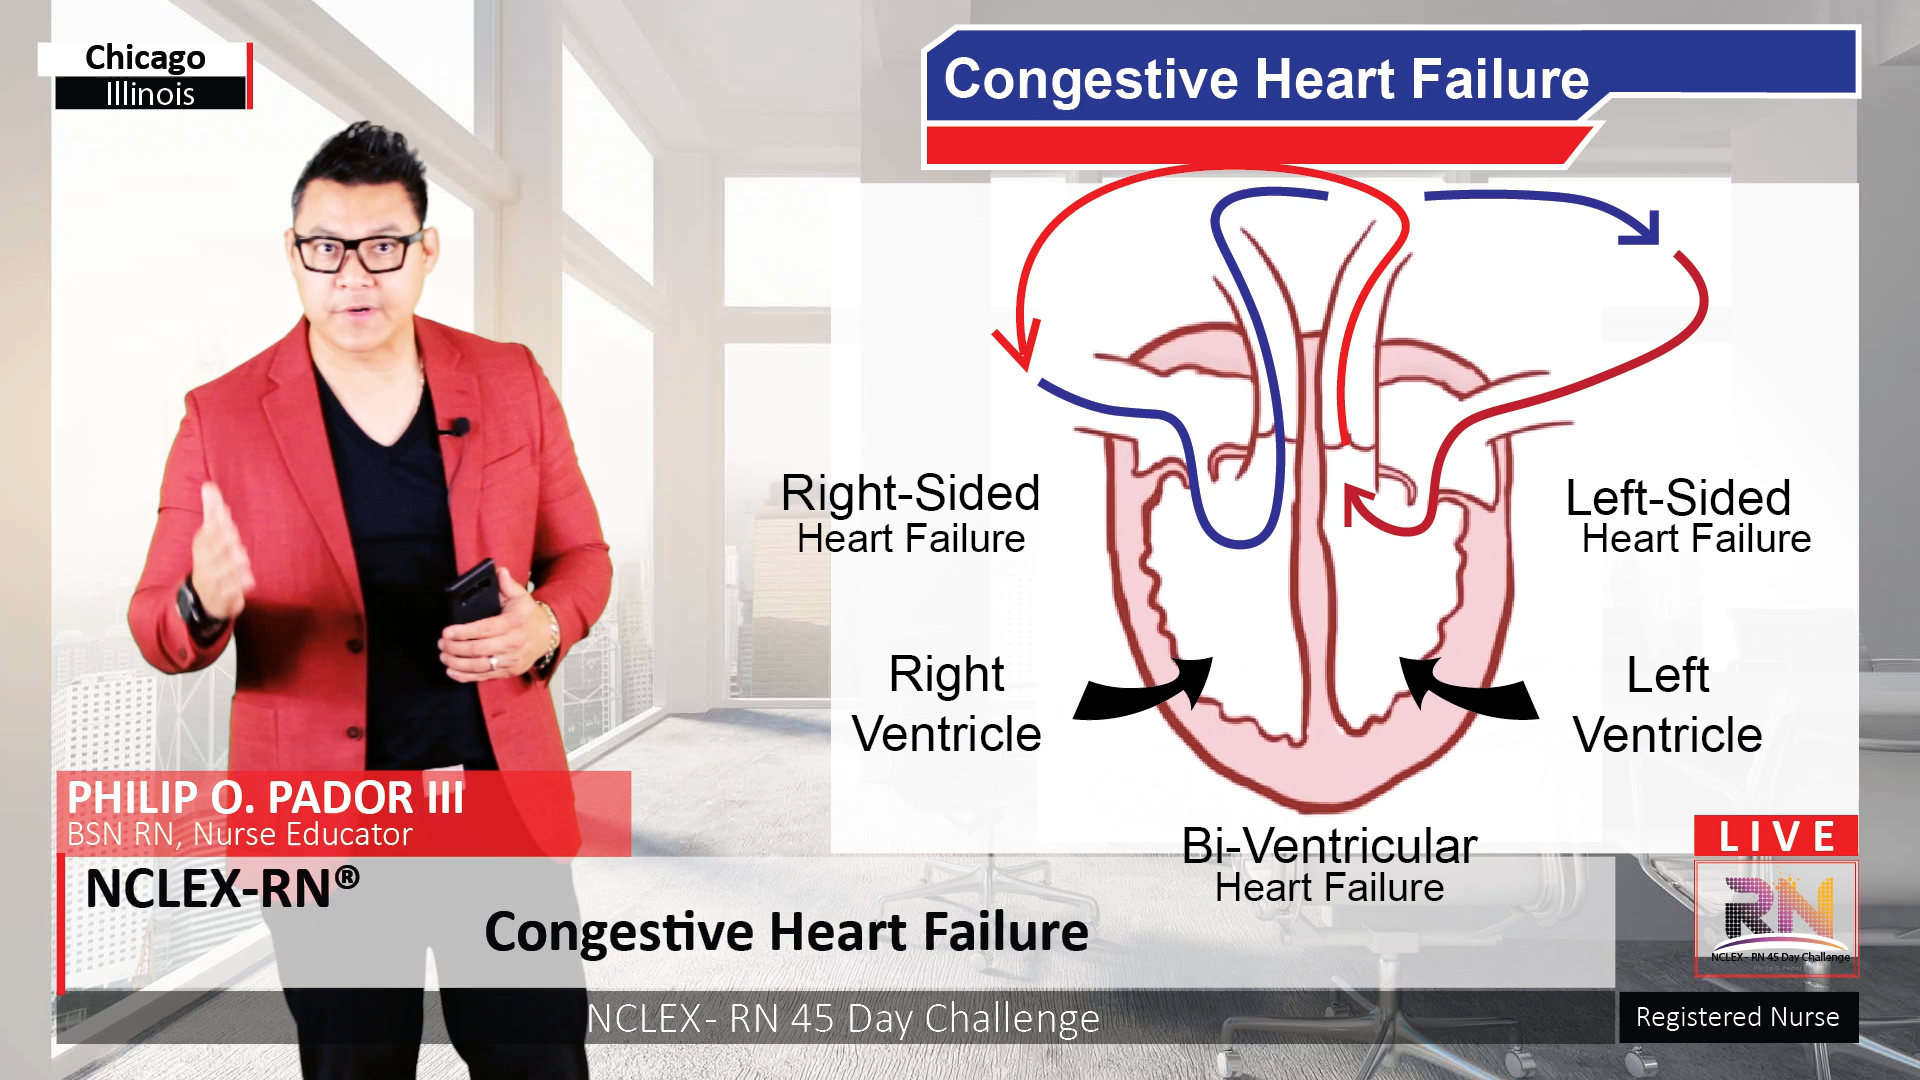 Chicago
Illinois
Congestive Heart Failure
Right-Sided
Heart Failure
Left-Sided
Heart Failure
Right
Ventricle
Left
Ventricle
Bi-Ventricular
Heart Failure
PHILIP O. PADOR III
BSN RN, Nurse Educator
NCLEX-RN®
Congestive Heart Failure
NCLEX- RN 45 Day Challenge
LIVE
RN
NCLEX - RN 45 Day Challenge
Registered Nurse